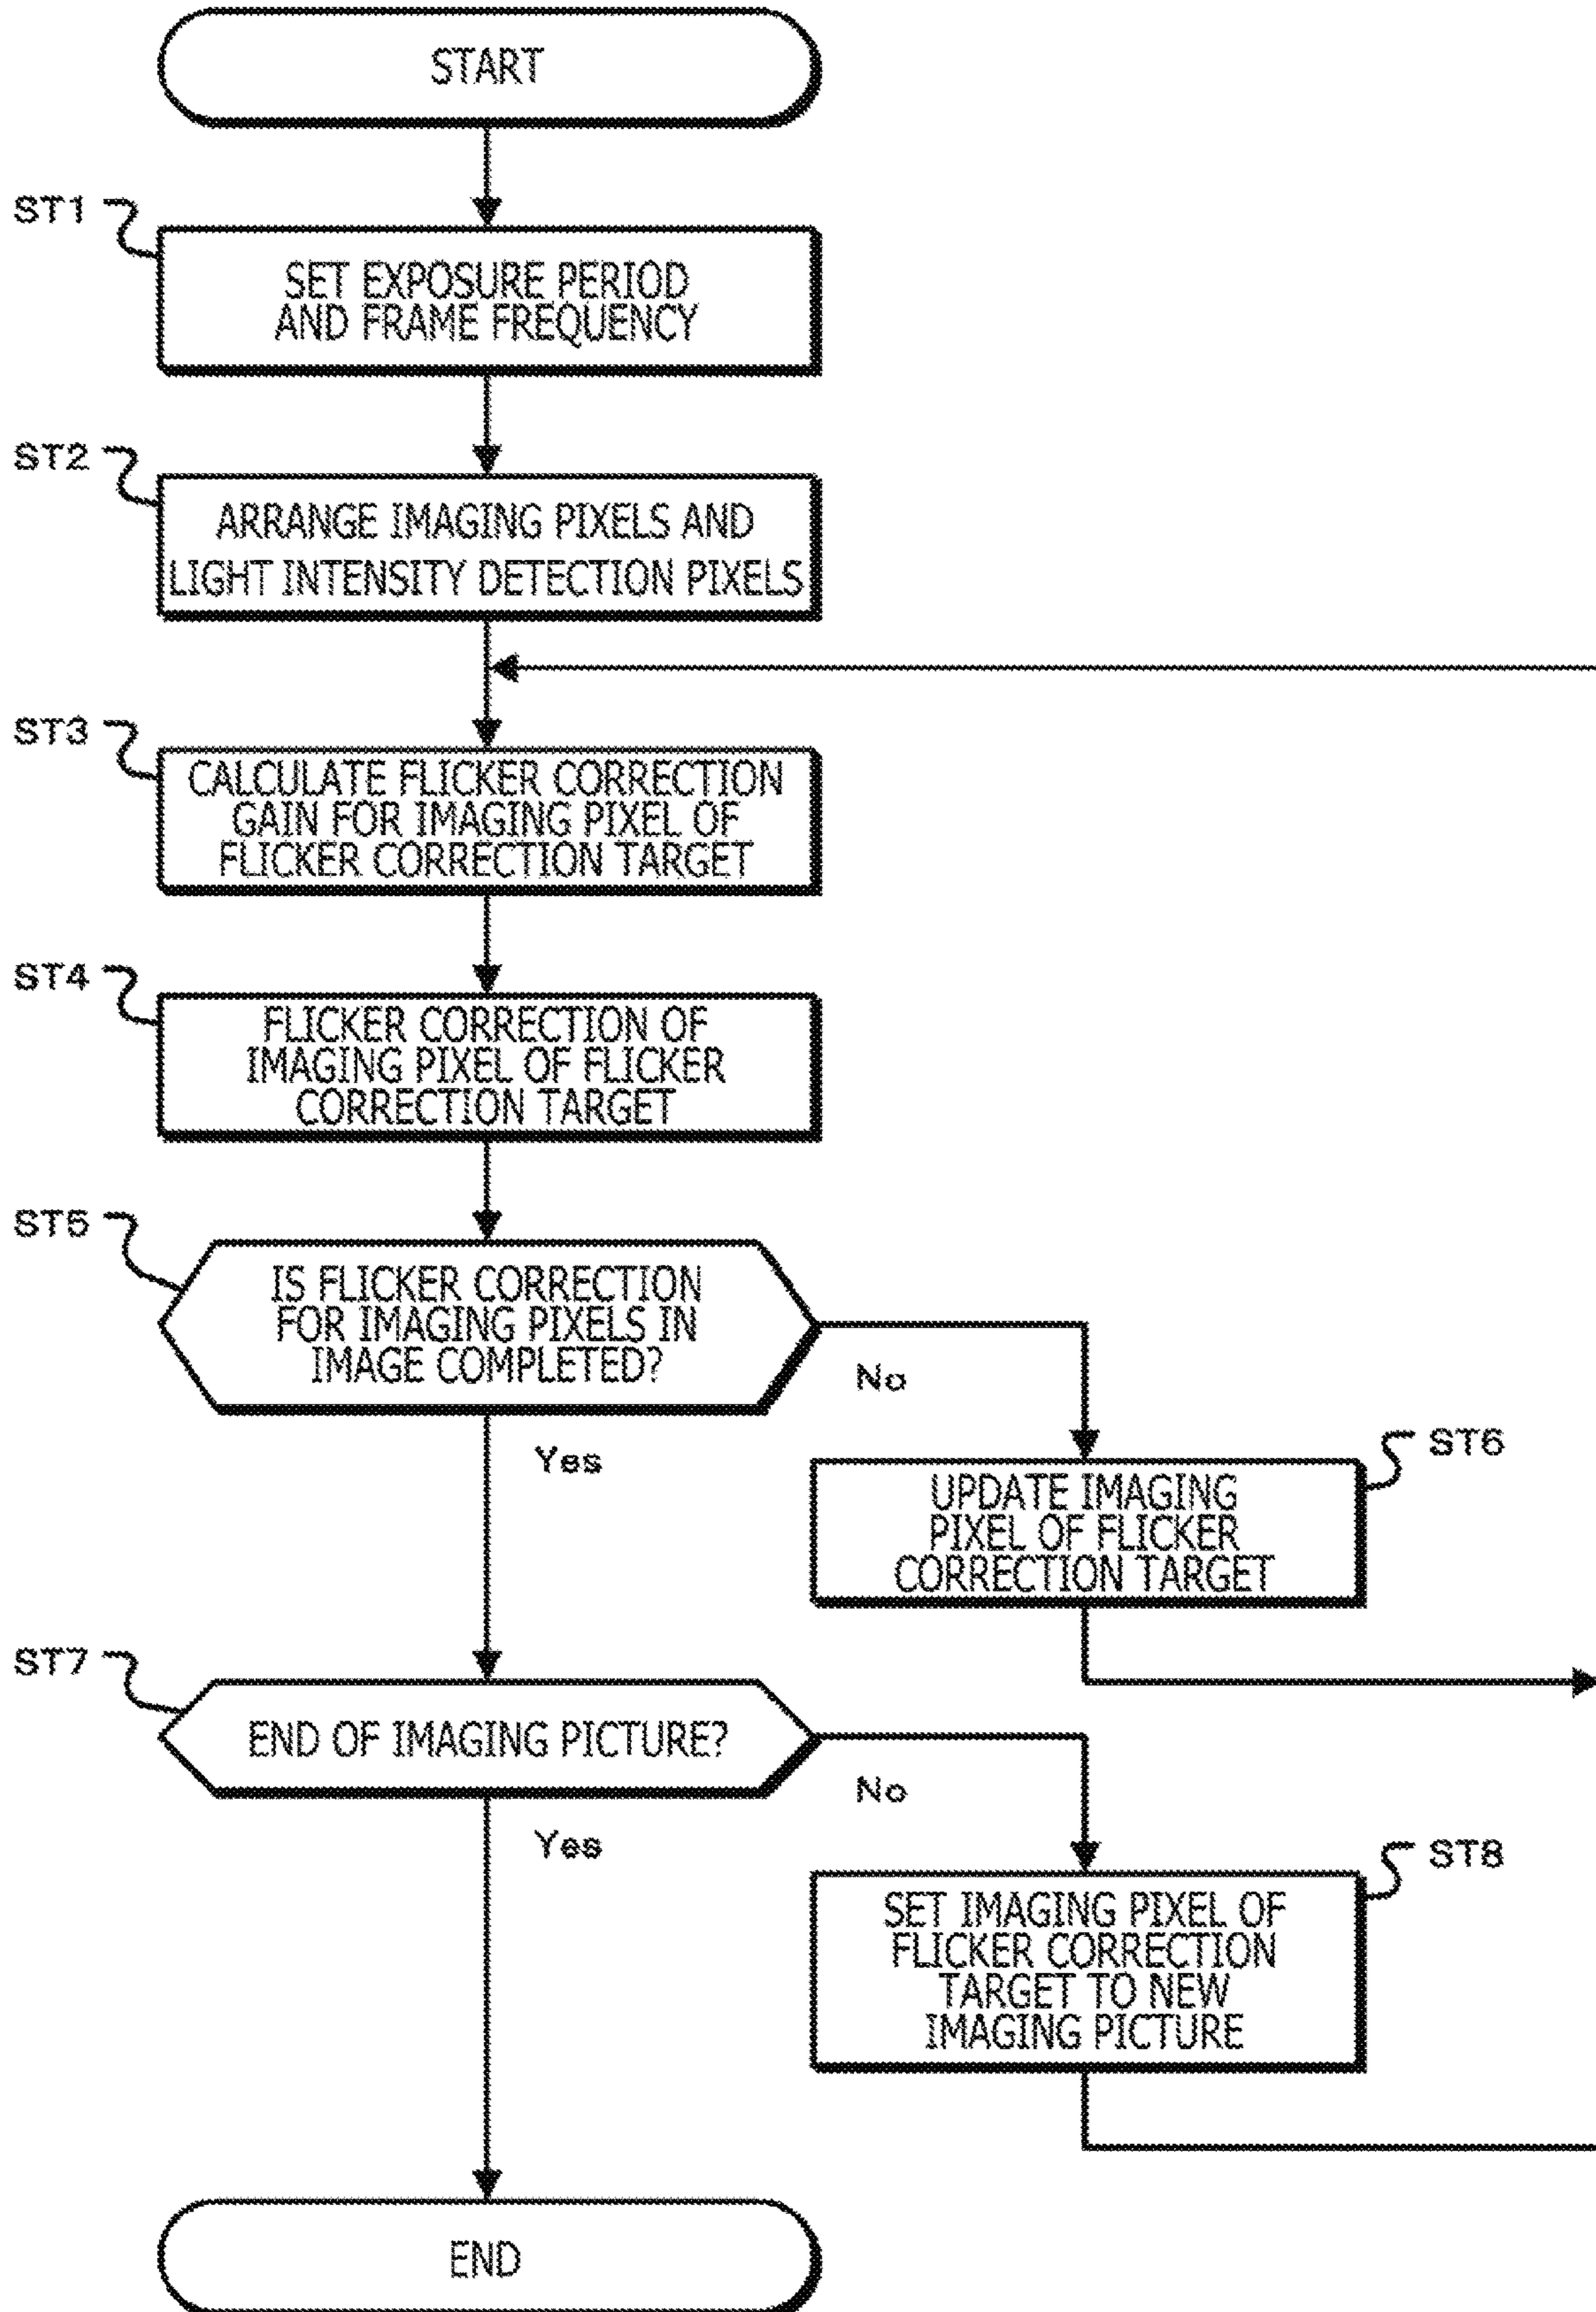 START
ST1
SET EXPOSURE PERIOD
AND FRAME FREQUENCY
ST2
ARRANGE IMAGING PIXELS AND
LIGHT INTENSITY DETECTION PIXELS
ST3
CALCULATE FLICKER CORRECTION
GAIN FOR IMAGING PIXEL OF
FLICKER CORRECTION TARGET
ST4
FLICKER CORRECTION OF
IMAGING PIXEL OF FLICKER
CORRECTION TARGET
ST5
IS FLICKER CORRECTION
FOR IMAGING PIXELS IN
IMAGE COMPLETED?
No
Yes
ST6
UPDATE IMAGING
PIXEL OF FLICKER
CORRECTION TARGET
ST7
END OF IMAGING PICTURE?
No
Yes
ST8
SET IMAGING PIXEL OF
FLICKER CORRECTION
TARGET TO NEW
IMAGING PICTURE
END